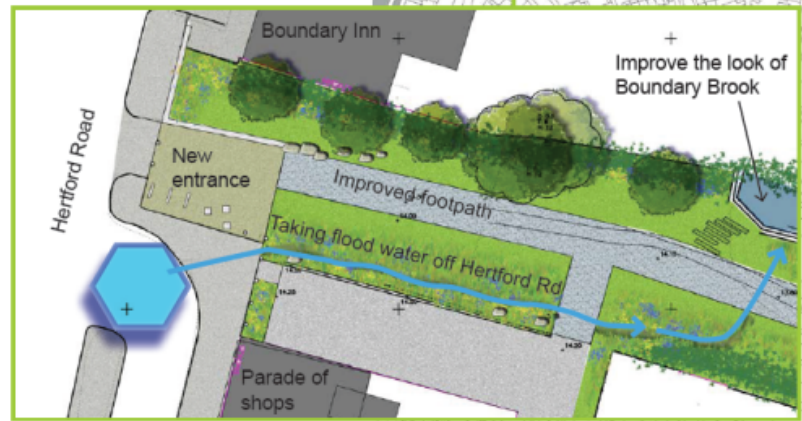 Boundary Inn
Improve the look of
Boundary Brook
Hertford Road
New
entrance
Improved footpath
Taking flood water off Hertford Rd
Parade of
shops